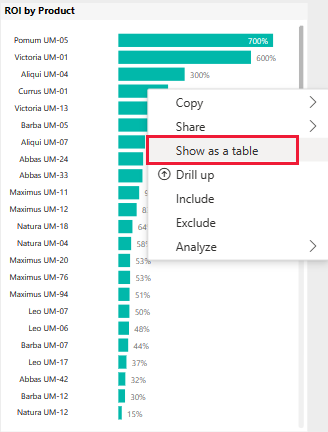 ROI by Product
Pomum UM-05 700%
Victoria UM-01 600%
Aliqui UM-04 300%
Currus UM-01
Victoria UM-13
Barba UM-05
Aliqui UM-07
Abbas UM-24
Abbas UM-33
Maximus UM-11
Maximus UM-12
Natura UM-18
Natura UM-04 58%
Maximus UM-20 53%
Maximus UM-76 53%
Maximus UM-94 51%
Leo UM-07 50%
Leo UM-06 48%
Barba UM-07 44%
Leo UM-17 37%
Abbas UM-42 32%
Barba UM-12 30%
Natura UM-12 15%
Copy
Share
Show as a table
Drill up
Include
Exclude
Analyze